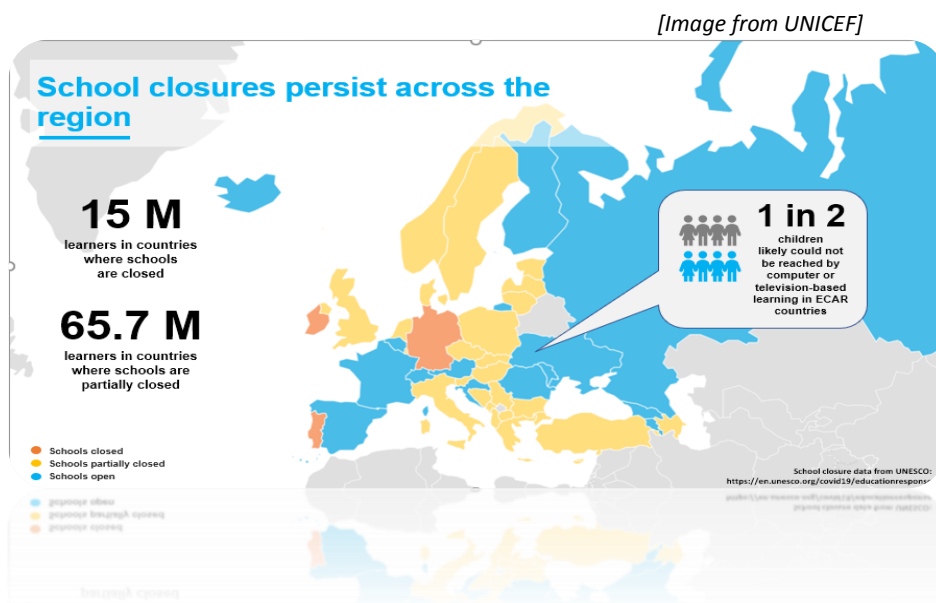 [Image from UNICEF]
School closures persist across the
region
15 M
learners in countries
where schools
are closed
65.7 M
learners in countries
where schools are
partially closed
1 in 2
children
likely could not
be reached by
computer or
television-based
learning in ECAR
countries
Schools closed
Schools partially closed
Schools open
School closure data from UNESCO:
https://en.unesco.org/covid19/educationrespons